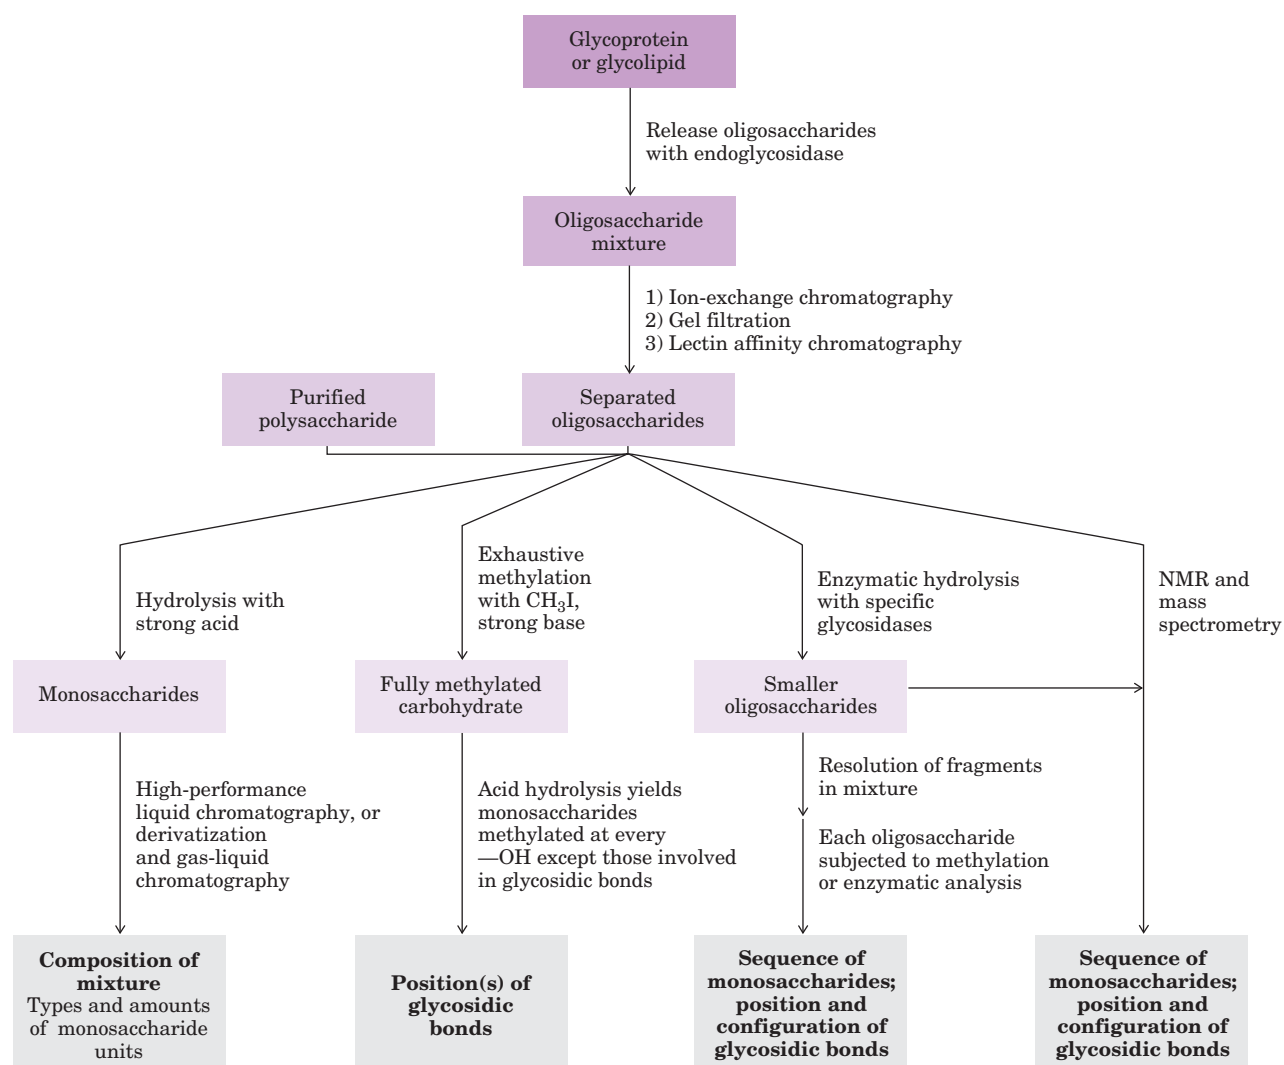 Glycoprotein
or glycolipid
Release oligosaccharides
with endoglycosidase
Oligosaccharide
mixture
1) Ion-exchange chromatography
2) Gel filtration
3) Lectin affinity chromatography
Purified
polysaccharide
Separated
oligosaccharides
Hydrolysis with
strong acid
Exhaustive
methylation
with CH₃I,
strong base
Enzymatic hydrolysis
with specific
glycosidases
NMR and
mass
spectrometry
Monosaccharides
Fully methylated
carbohydrate
Smaller
oligosaccharides
High-performance
liquid chromatography, or
derivatization
and gas-liquid
chromatography
Acid hydrolysis yields
monosaccharides
methylated at every
—OH except those involved
in glycosidic bonds
Resolution of fragments
in mixture
Each oligosaccharide
subjected to methylation
or enzymatic analysis
Composition of
mixture
Types and amounts
of monosaccharide
units
Position(s) of
glycosidic
bonds
Sequence of
monosaccharides;
position and
configuration of
glycosidic bonds
Sequence of
monosaccharides;
position and
configuration of
glycosidic bonds